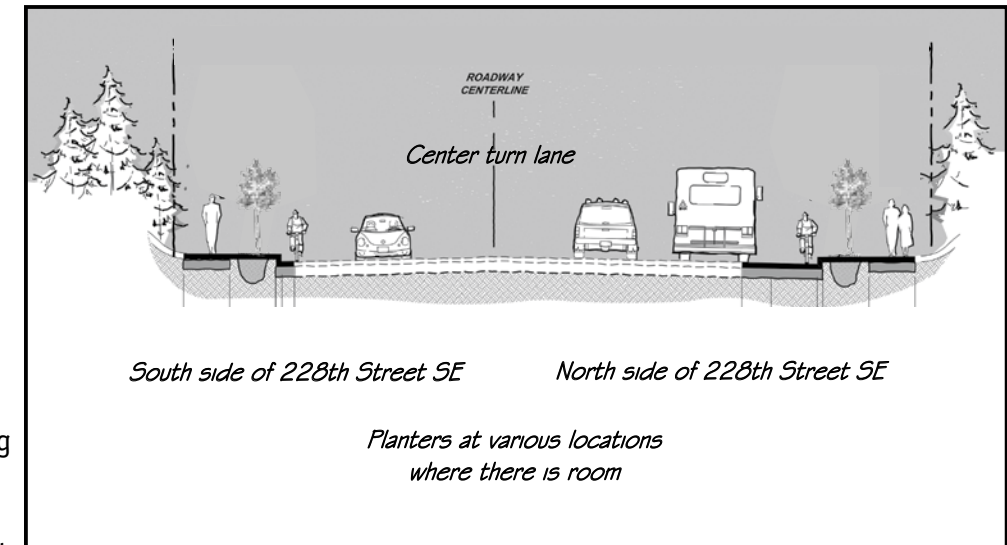 ROADWAY
CENTERLINE
Center turn lane
South side of 228th Street SE
North side of 228th Street SE
Planters at various locations
where there is room
g
.